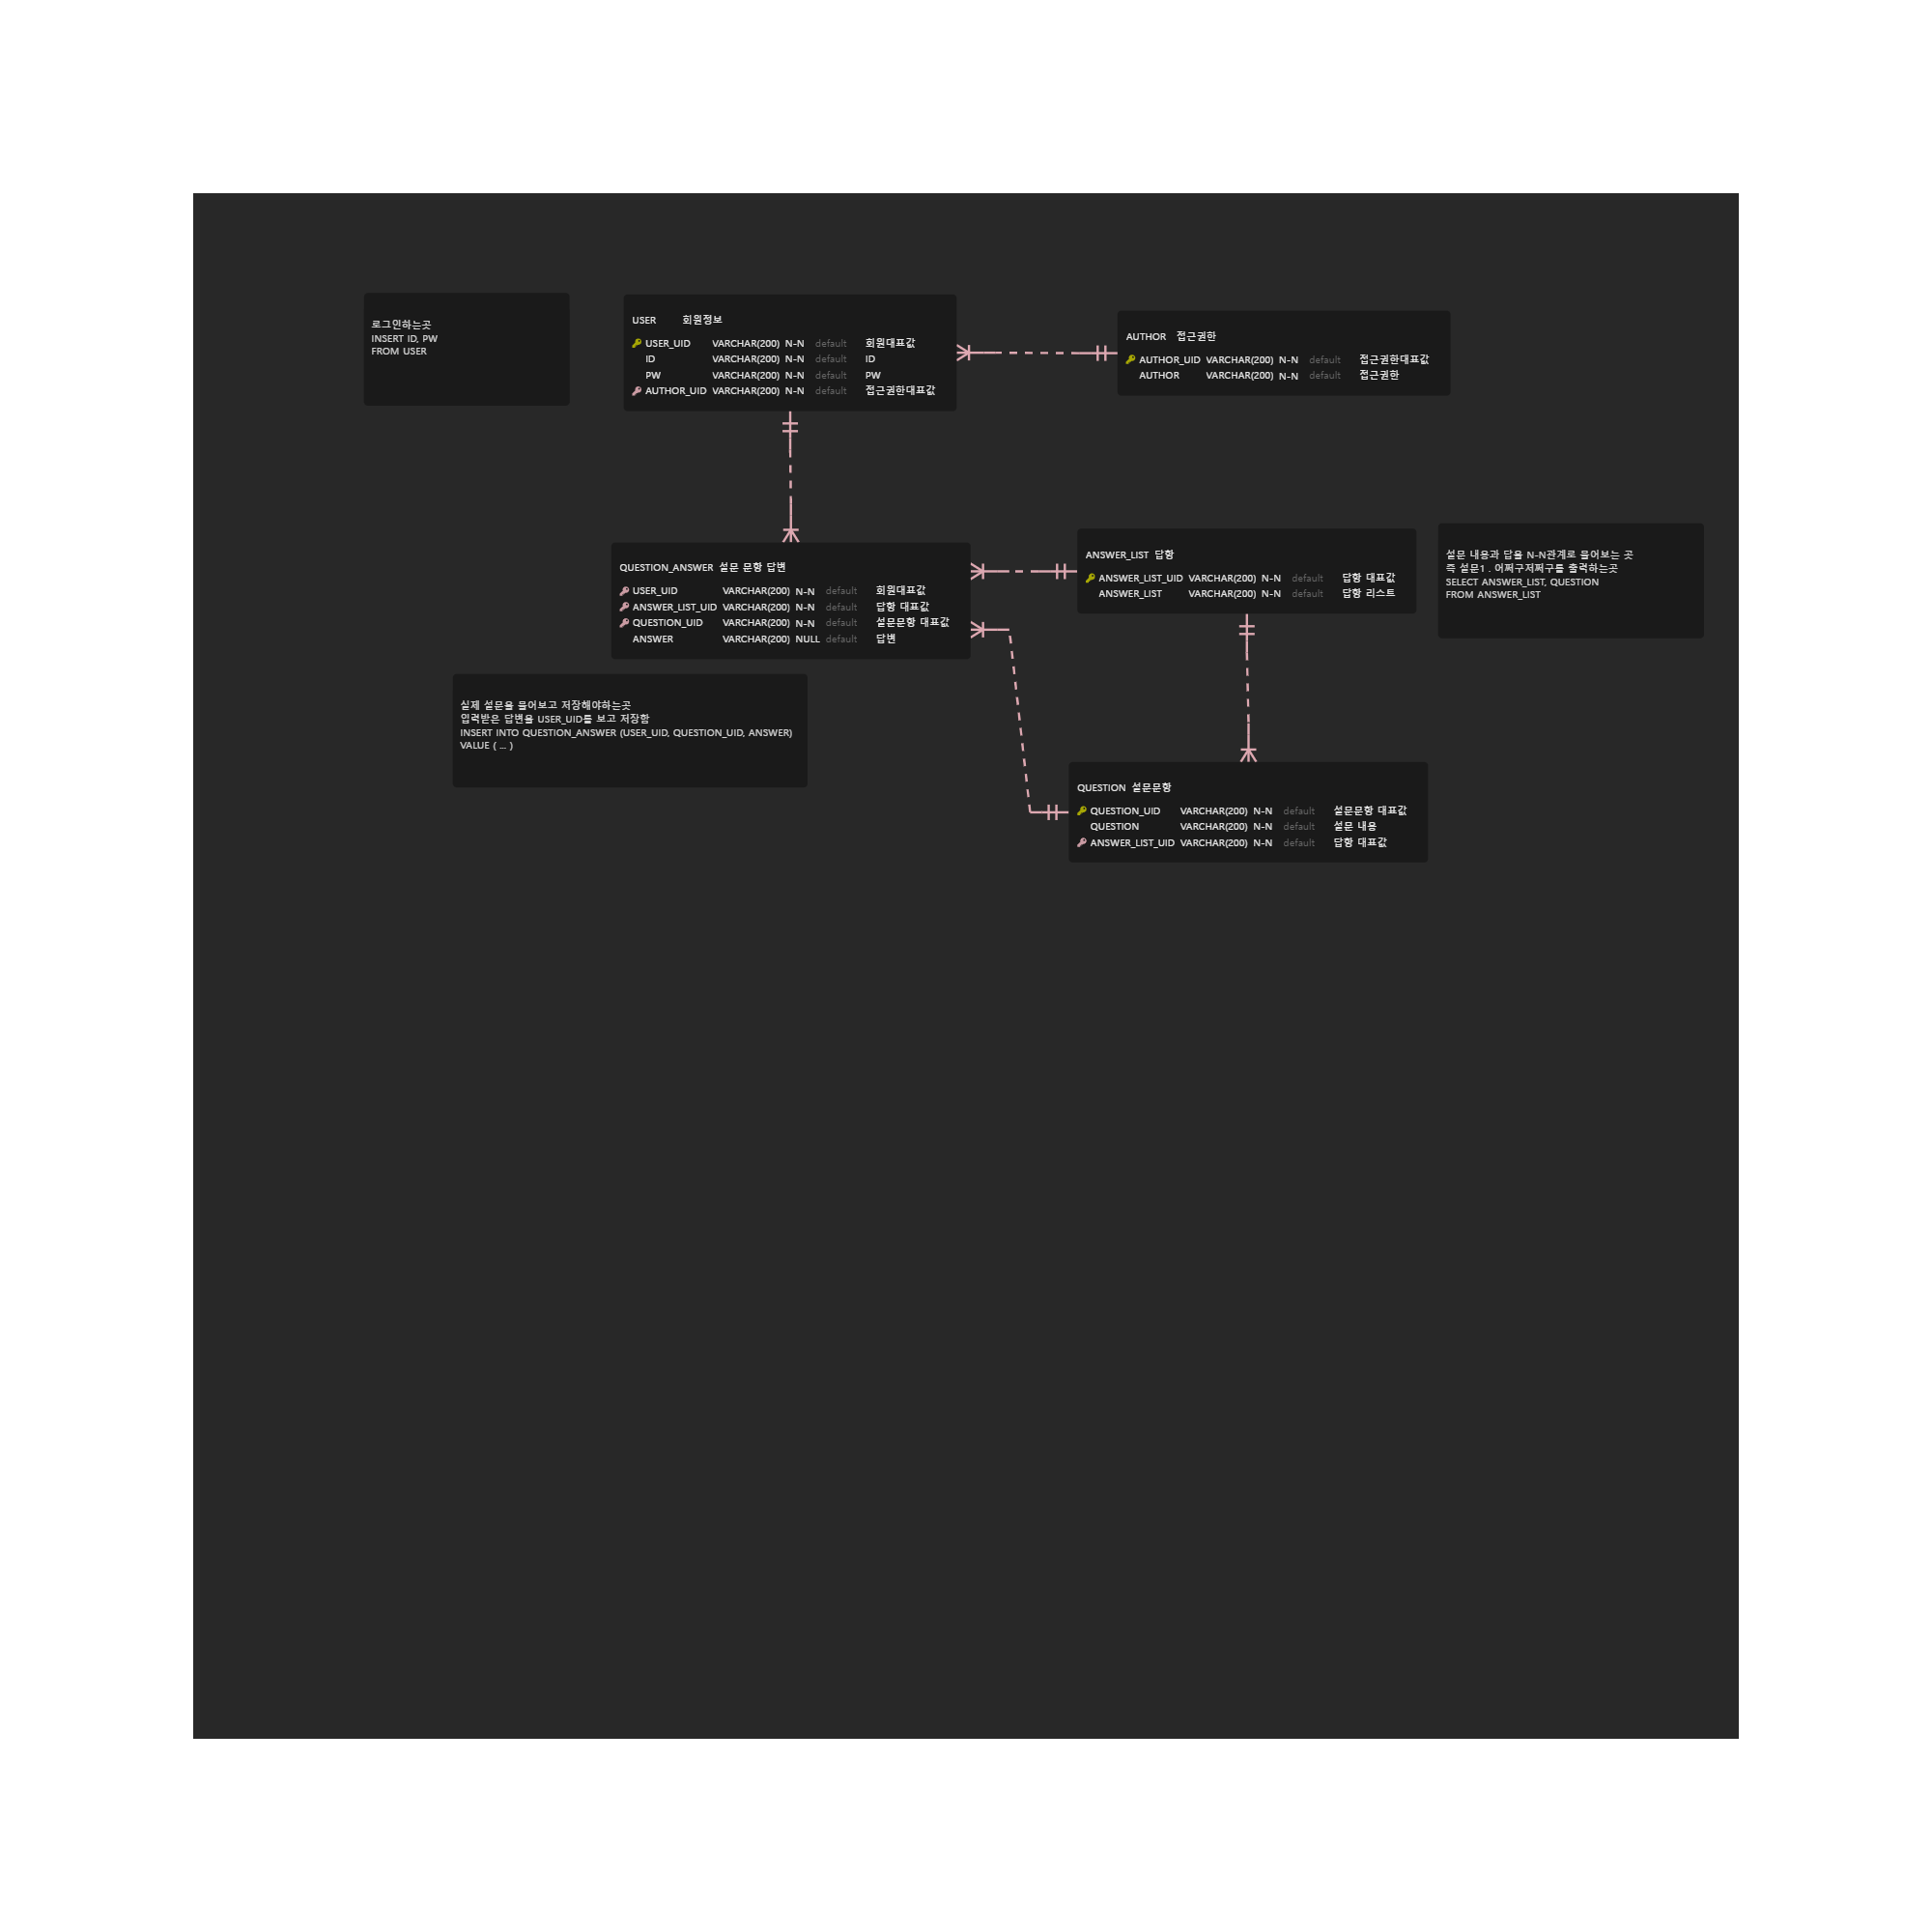 로그인하는곳
INSERT ID, PW
FROM USER
USER 회원정보
USER_UID VARCHAR(200) N-N default 회원대표값
ID VARCHAR(200) N-N default ID
PW VARCHAR(200) N-N default PW
AUTHOR_UID VARCHAR(200) N-N default 접근권한대표값
AUTHOR 접근권한
AUTHOR_UID VARCHAR(200) N-N default 접근권한대표값
AUTHOR VARCHAR(200) N-N default 접근권한
QUESTION_ANSWER 설문 문항 답변
USER_UID VARCHAR(200) N-N default 회원대표값
ANSWER_LIST_UID VARCHAR(200) N-N default 답항 대표값
QUESTION_UID VARCHAR(200) N-N default 설문문항 대표값
ANSWER VARCHAR(200) NULL default 답변
ANSWER_LIST 답항
ANSWER_LIST_UID VARCHAR(200) N-N default 답항 대표값
ANSWER_LIST VARCHAR(200) N-N default 답항 리스트
설문 내용과 답을 N-N관계로 물어보는 곳
즉 설문1 . 어쩌구저쩌구를 출력하는곳
SELECT ANSWER_LIST, QUESTION
FROM ANSWER_LIST
실제 설문을 물어보고 저장해야하는곳
입력받은 답변을 USER_UID를 보고 저장함
INSERT INTO QUESTION_ANSWER (USER_UID, QUESTION_UID, ANSWER)
VALUE ( ... )
QUESTION 설문문항
QUESTION_UID VARCHAR(200) N-N default 설문문항 대표값
QUESTION VARCHAR(200) N-N default 설문 내용
ANSWER_LIST_UID VARCHAR(200) N-N default 답항 대표값